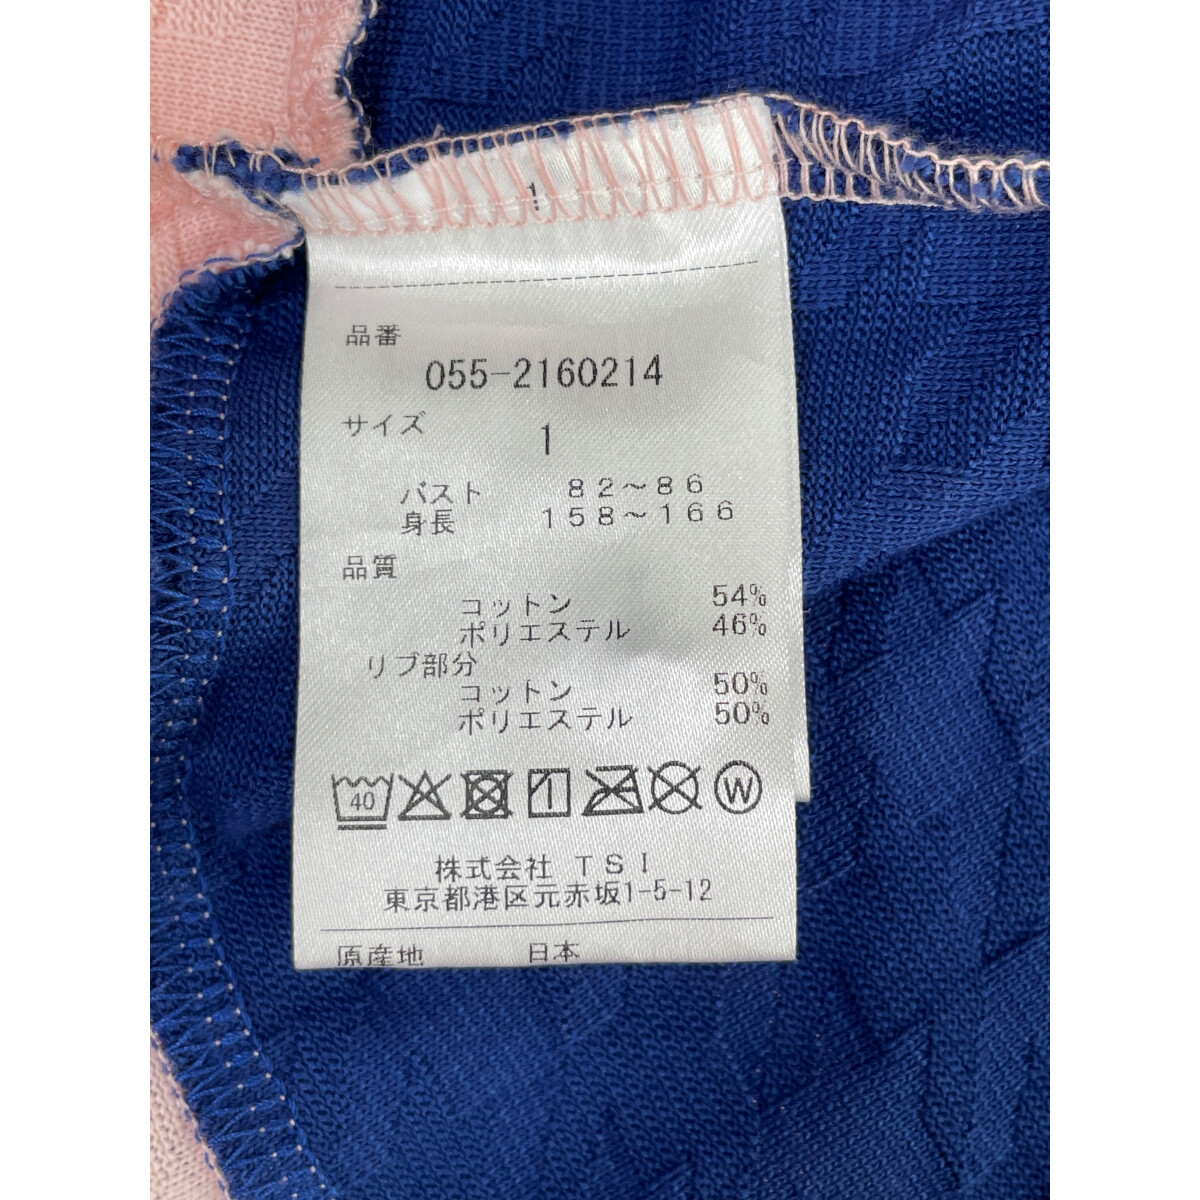 1
品番
055-2160214
サイズ 1
バスト 82～86
身長 158～166
品質
コットン 54%
ポリエステル 46%
リブ部分
コットン 50%
ポリエステル 50%
40 W
株式会社 TSI
東京都港区元赤坂1-5-12
原産地 日本